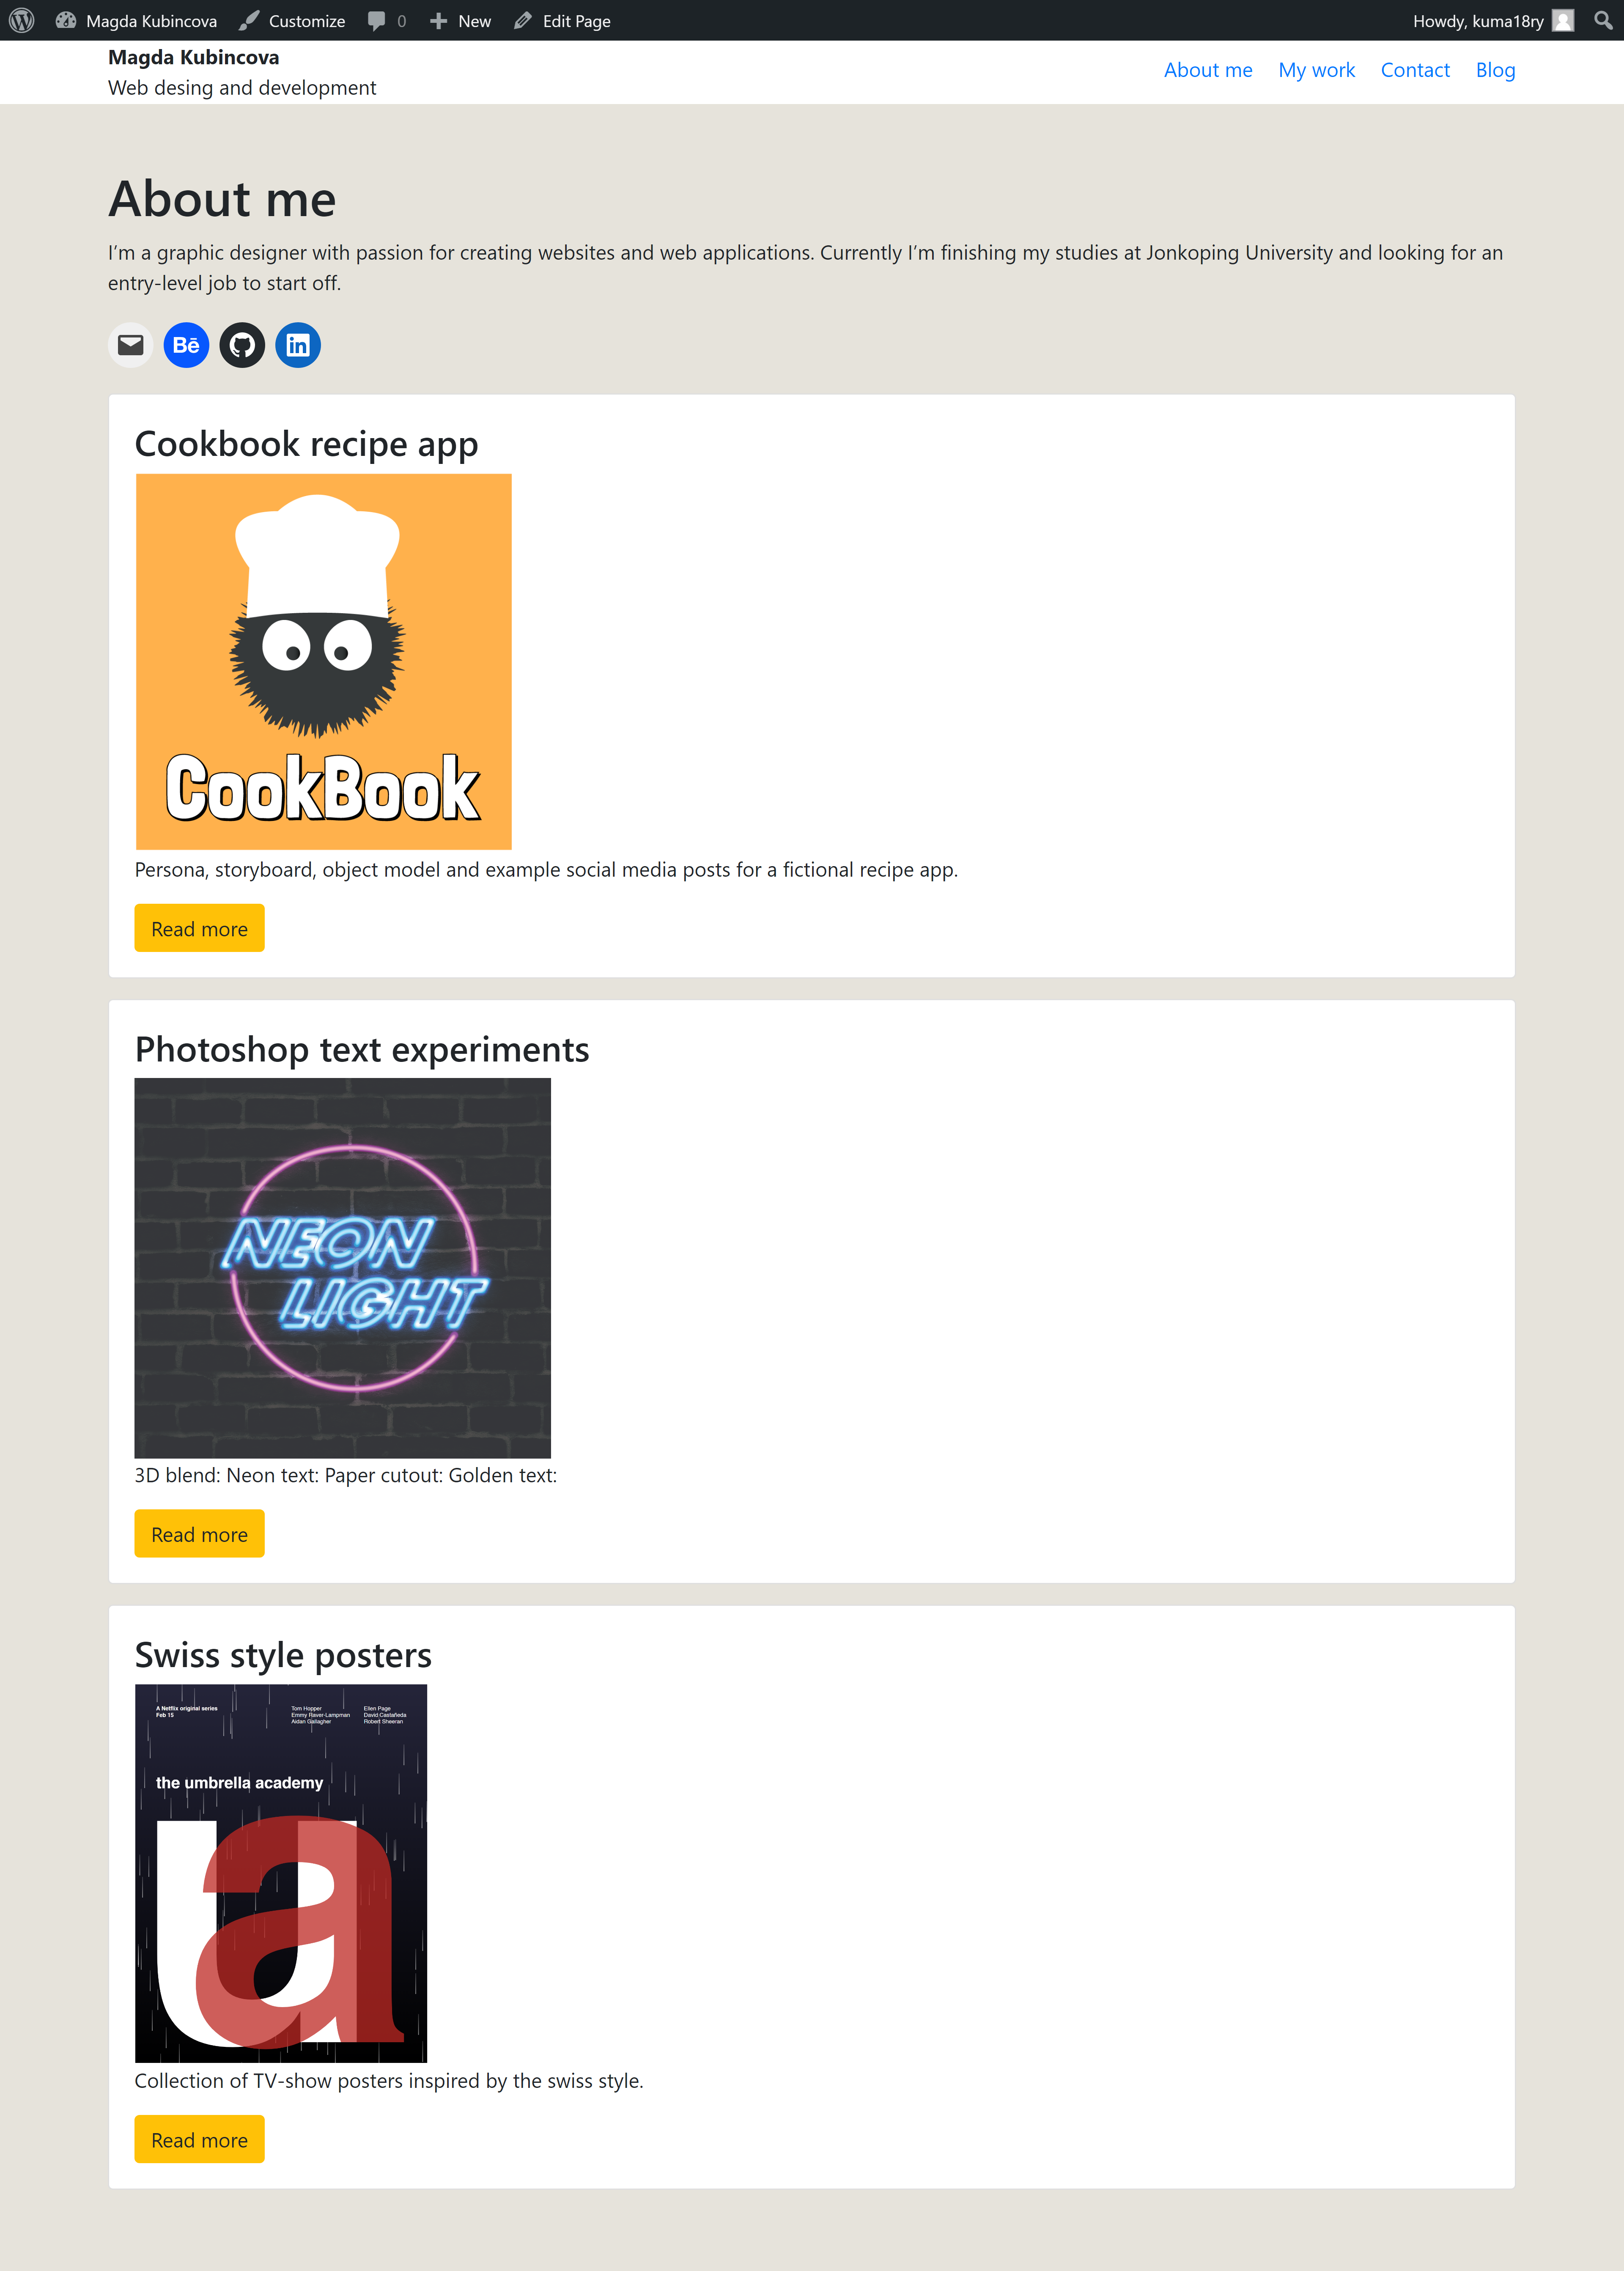 Magda Kubincova Customize 0 New Edit Page Howdy, kuma18ry
Magda Kubincova
Web desing and development
About me My work Contact Blog
About me
I’m a graphic designer with passion for creating websites and web applications. Currently I’m finishing my studies at Jonkoping University and looking for an
entry-level job to start off.
Bē
in
Cookbook recipe app
CookBook
Persona, storyboard, object model and example social media posts for a fictional recipe app.
Read more
Photoshop text experiments
NEON
LIGHT
3D blend: Neon text: Paper cutout: Golden text:
Read more
Swiss style posters
A Netflix original series
Feb 15
Tom Hopper
Emmy Raver-Lampman
Aidan Gallagher
Ellen Page
David Castañeda
Robert Sheeran
the umbrella academy
ua
Collection of TV-show posters inspired by the swiss style.
Read more